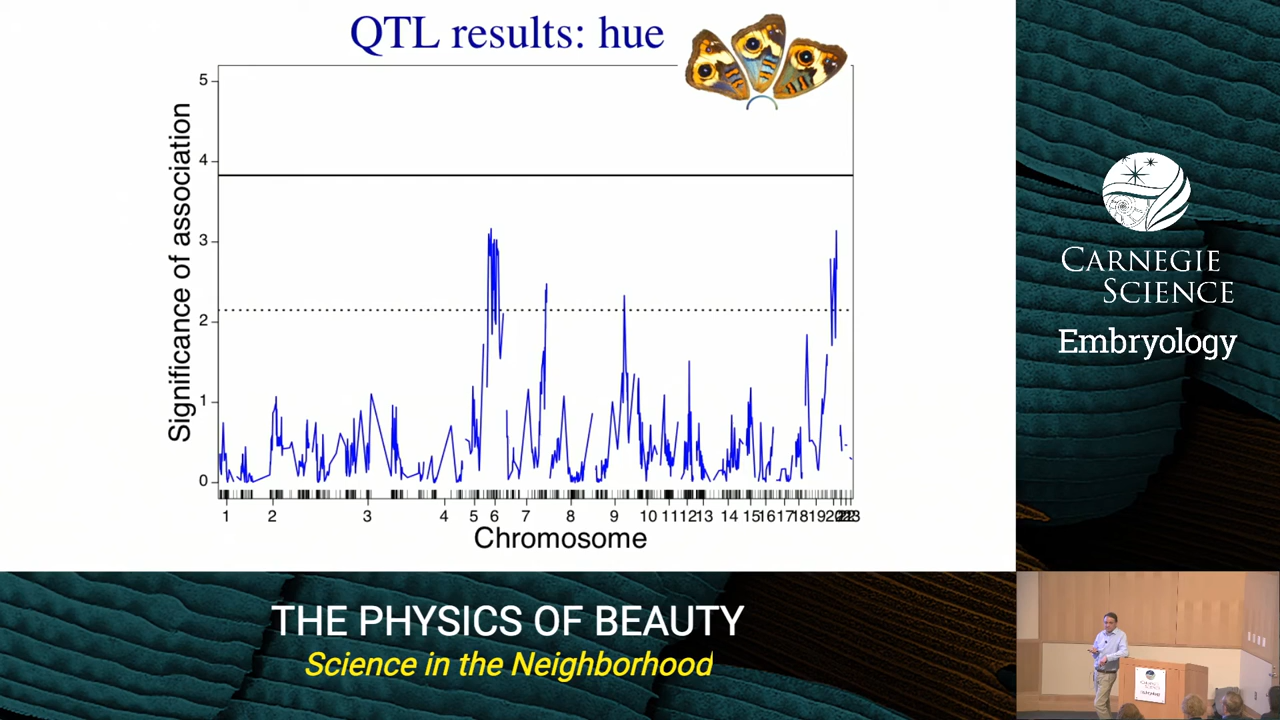 QTL results: hue
Significance of association
5
4
3
2
1
0
1 2 3 4 5 6 7 8 9 10 11 12 13 14 15 16 17 18 19 20
Chromosome
CARNEGIE
SCIENCE
Embryology
THE PHYSICS OF BEAUTY
Science in the Neighborhood